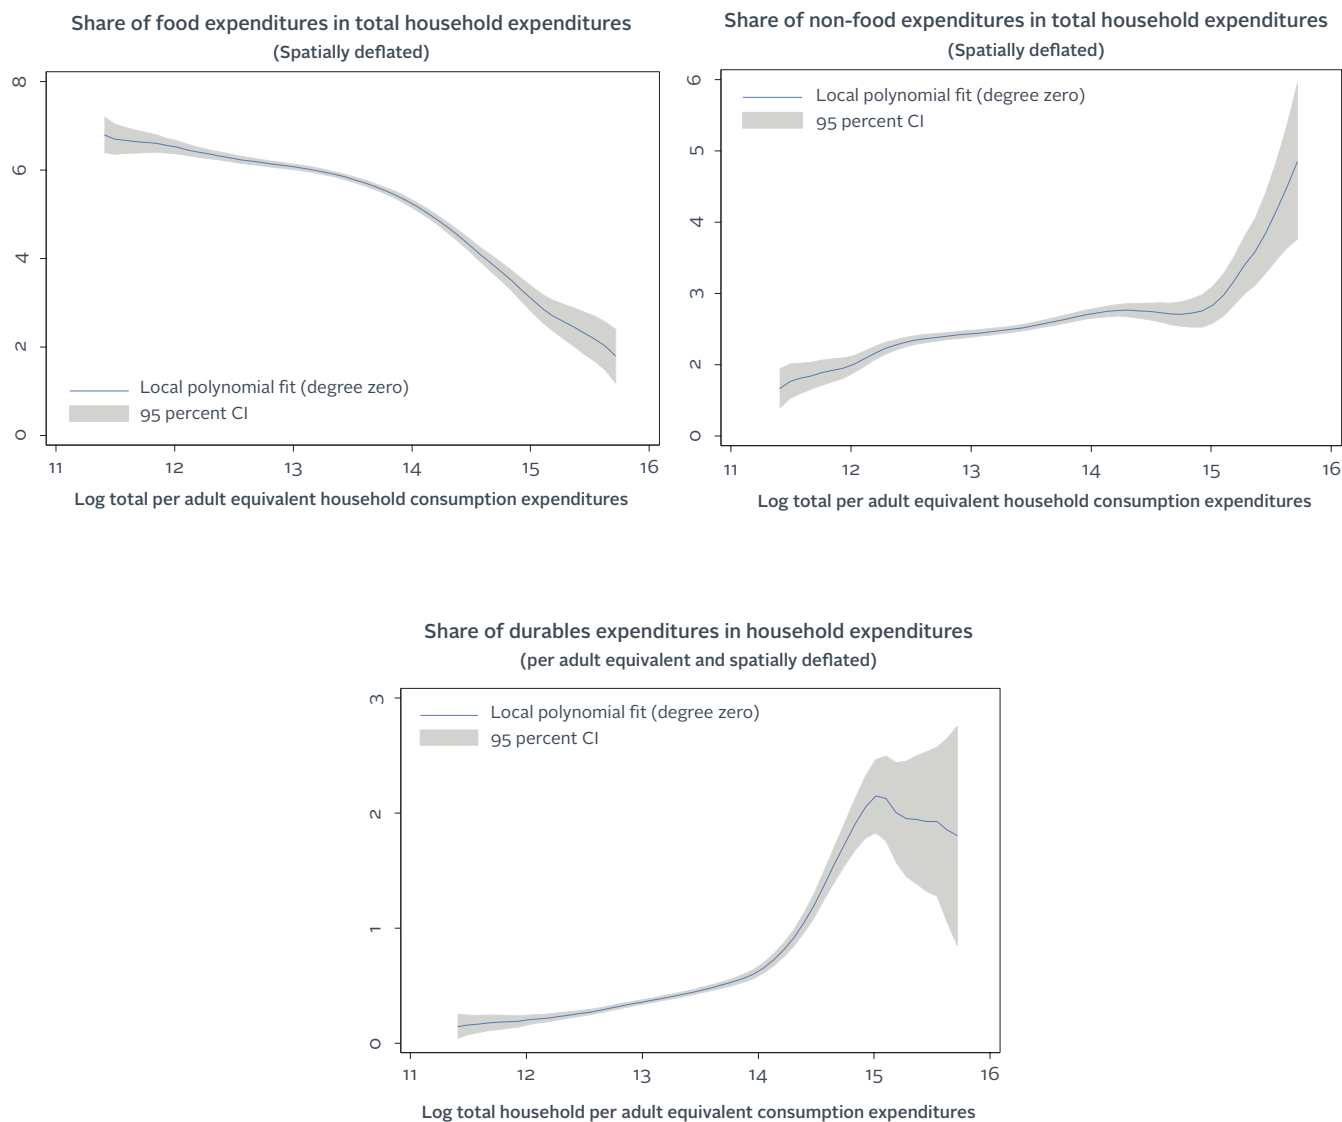 Share of food expenditures in total household expenditures
(Spatially deflated)
8
6
4
2
0
Local polynomial fit (degree zero)
95 percent CI
11 12 13 14 15 16
Log total per adult equivalent household consumption expenditures
Share of non-food expenditures in total household expenditures
(Spatially deflated)
6
5
4
3
2
0
Local polynomial fit (degree zero)
95 percent CI
11 12 13 14 15 16
Log total per adult equivalent household consumption expenditures
Share of durables expenditures in household expenditures
(per adult equivalent and spatially deflated)
3
2
1
0
Local polynomial fit (degree zero)
95 percent CI
11 12 13 14 15 16
Log total household per adult equivalent consumption expenditures